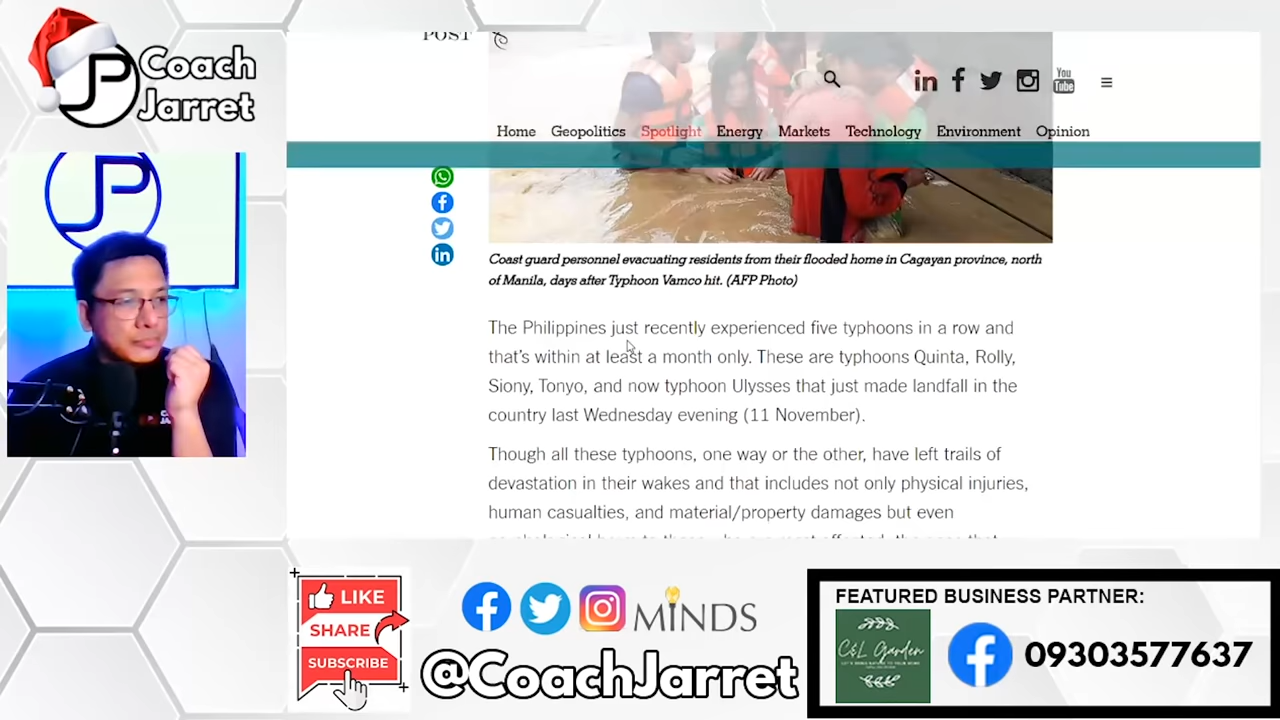 Coach
Jarret
POST
Home Geopolitics Spotlight Energy Markets Technology Environment Opinion
You
Tube
Coast guard personnel evacuating residents from their flooded home in Cagayan province, north
of Manila, days after Typhoon Vamco hit. (AFP Photo)
The Philippines just recently experienced five typhoons in a row and
that's within at least a month only. These are typhoons Quinta, Rolly,
Siony, Tonyo, and now typhoon Ulysses that just made landfall in the
country last Wednesday evening (11 November).
Though all these typhoons, one way or the other, have left trails of
devastation in their wakes and that includes not only physical injuries,
human casualties, and material/property damages but even
LIKE
SHARE
SUBSCRIBE
MINDS
@CoachJarret
FEATURED BUSINESS PARTNER:
C&L Garden
09303577637